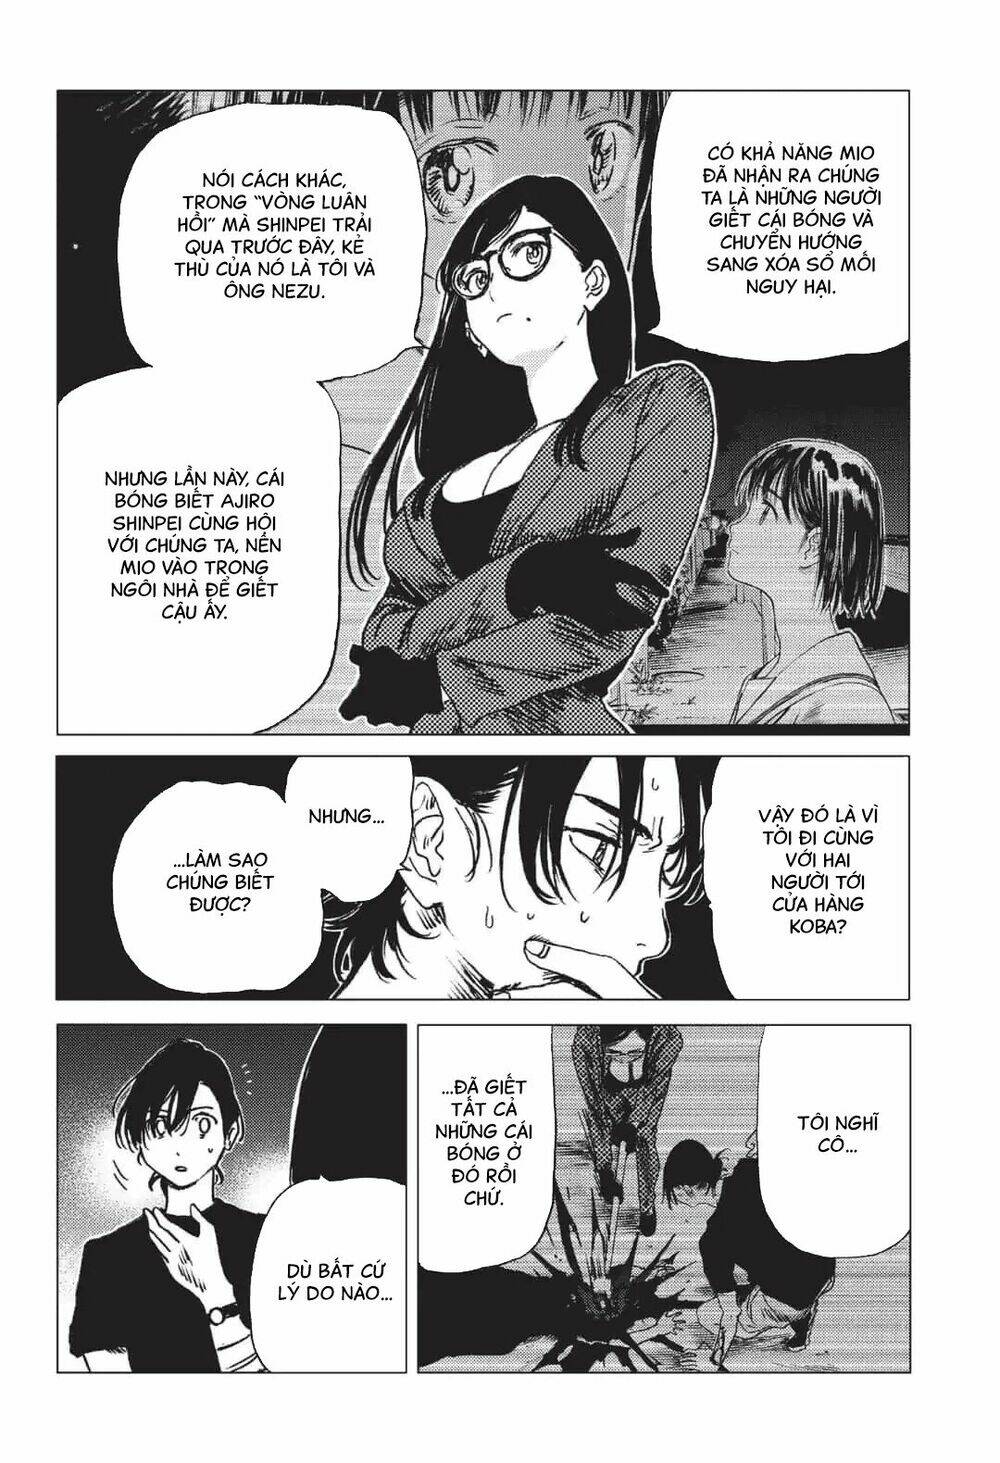 CÓ KHẢ NĂNG MIO
ĐÃ NHẬN RA CHÚNG
TA LÀ NHỮNG NGƯỜI
GIẾT CÁI BÓNG VÀ
CHUYỂN HƯỚNG
SANG XÓA SỔ MỐI
NGUY HẠI.
NÓI CÁCH KHÁC,
TRONG “VÒNG LUÂN
HỒI” MÀ SHINPEI TRẢI
QUA TRƯỚC ĐÂY, KẺ
THÙ CỦA NÓ LÀ TÔI VÀ
ÔNG NEZU.
NHƯNG LẦN NÀY, CÁI
BÓNG BIẾT AJIRO
SHINPEI CÙNG HỘI
VỚI CHÚNG TA, NẾN
MIO VÀO TRONG
NGÔI NHÀ ĐỂ GIẾT
CẬU ẤY.
VẬY ĐÓ LÀ VÌ
TÔI ĐI CÙNG
VỚI HAI
NGƯỜI TỚI
CỬA HÀNG
KOBA?
NHƯNG...
...LÀM SAO
CHÚNG BIẾT
ĐƯỢC?
TÔI NGHĨ
CÔ...
...ĐÃ GIẾT
TẤT CẢ
NHỮNG CÁI
BÓNG Ở
ĐÓ RỒI
CHỨ.
DÙ BẤT CỨ
LÝ DO NÀO...